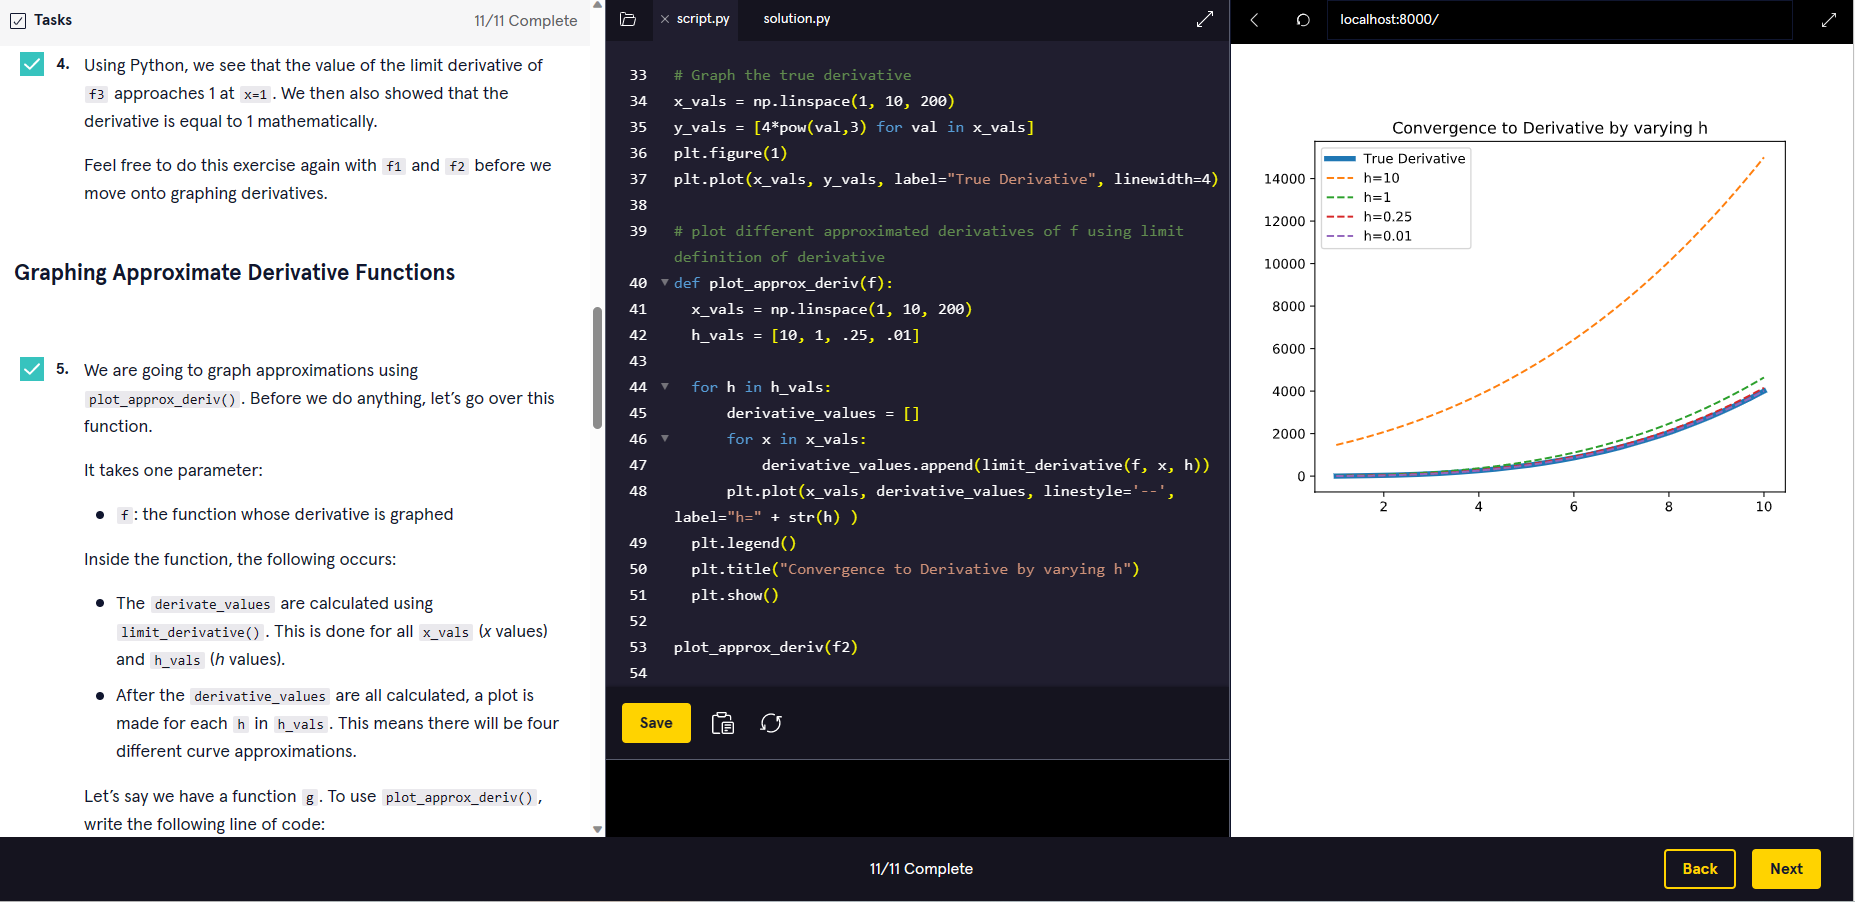 Tasks
11/11 Complete
4. Using Python, we see that the value of the limit derivative of
f3 approaches 1 at x=1. We then also showed that the
derivative is equal to 1 mathematically.
Feel free to do this exercise again with f1 and f2 before we
move onto graphing derivatives.
Graphing Approximate Derivative Functions
5. We are going to graph approximations using
plot_approx_deriv(). Before we do anything, let’s go over this
function.
It takes one parameter:
• f: the function whose derivative is graphed
Inside the function, the following occurs:
• The derivate_values are calculated using
limit_derivative(). This is done for all x_vals (x values)
and h_vals (h values).
• After the derivative_values are all calculated, a plot is
made for each h in h_vals. This means there will be four
different curve approximations.
Let’s say we have a function g. To use plot_approx_deriv(),
write the following line of code:
script.py
solution.py
33 # Graph the true derivative
34 x_vals = np.linspace(1, 10, 200)
35 y_vals = [4*pow(val,3) for val in x_vals]
36 plt.figure(1)
37 plt.plot(x_vals, y_vals, label="True Derivative", linewidth=4)
38
39 # plot different approximated derivatives of f using limit
definition of derivative
40 def plot_approx_deriv(f):
41 x_vals = np.linspace(1, 10, 200)
42 h_vals = [10, 1, .25, .01]
43
44 for h in h_vals:
45 derivative_values = []
46 for x in x_vals:
47 derivative_values.append(limit_derivative(f, x, h))
48 plt.plot(x_vals, derivative_values, linestyle='--',
label="h=" + str(h) )
49 plt.legend()
50 plt.title("Convergence to Derivative by varying h")
51 plt.show()
52
53 plot_approx_deriv(f2)
54
Save
localhost:8000/
Convergence to Derivative by varying h
True Derivative
h=10
h=1
h=0.25
h=0.01
14000
12000
10000
8000
6000
4000
2000
0
2 4 6 8 10
11/11 Complete
Back
Next